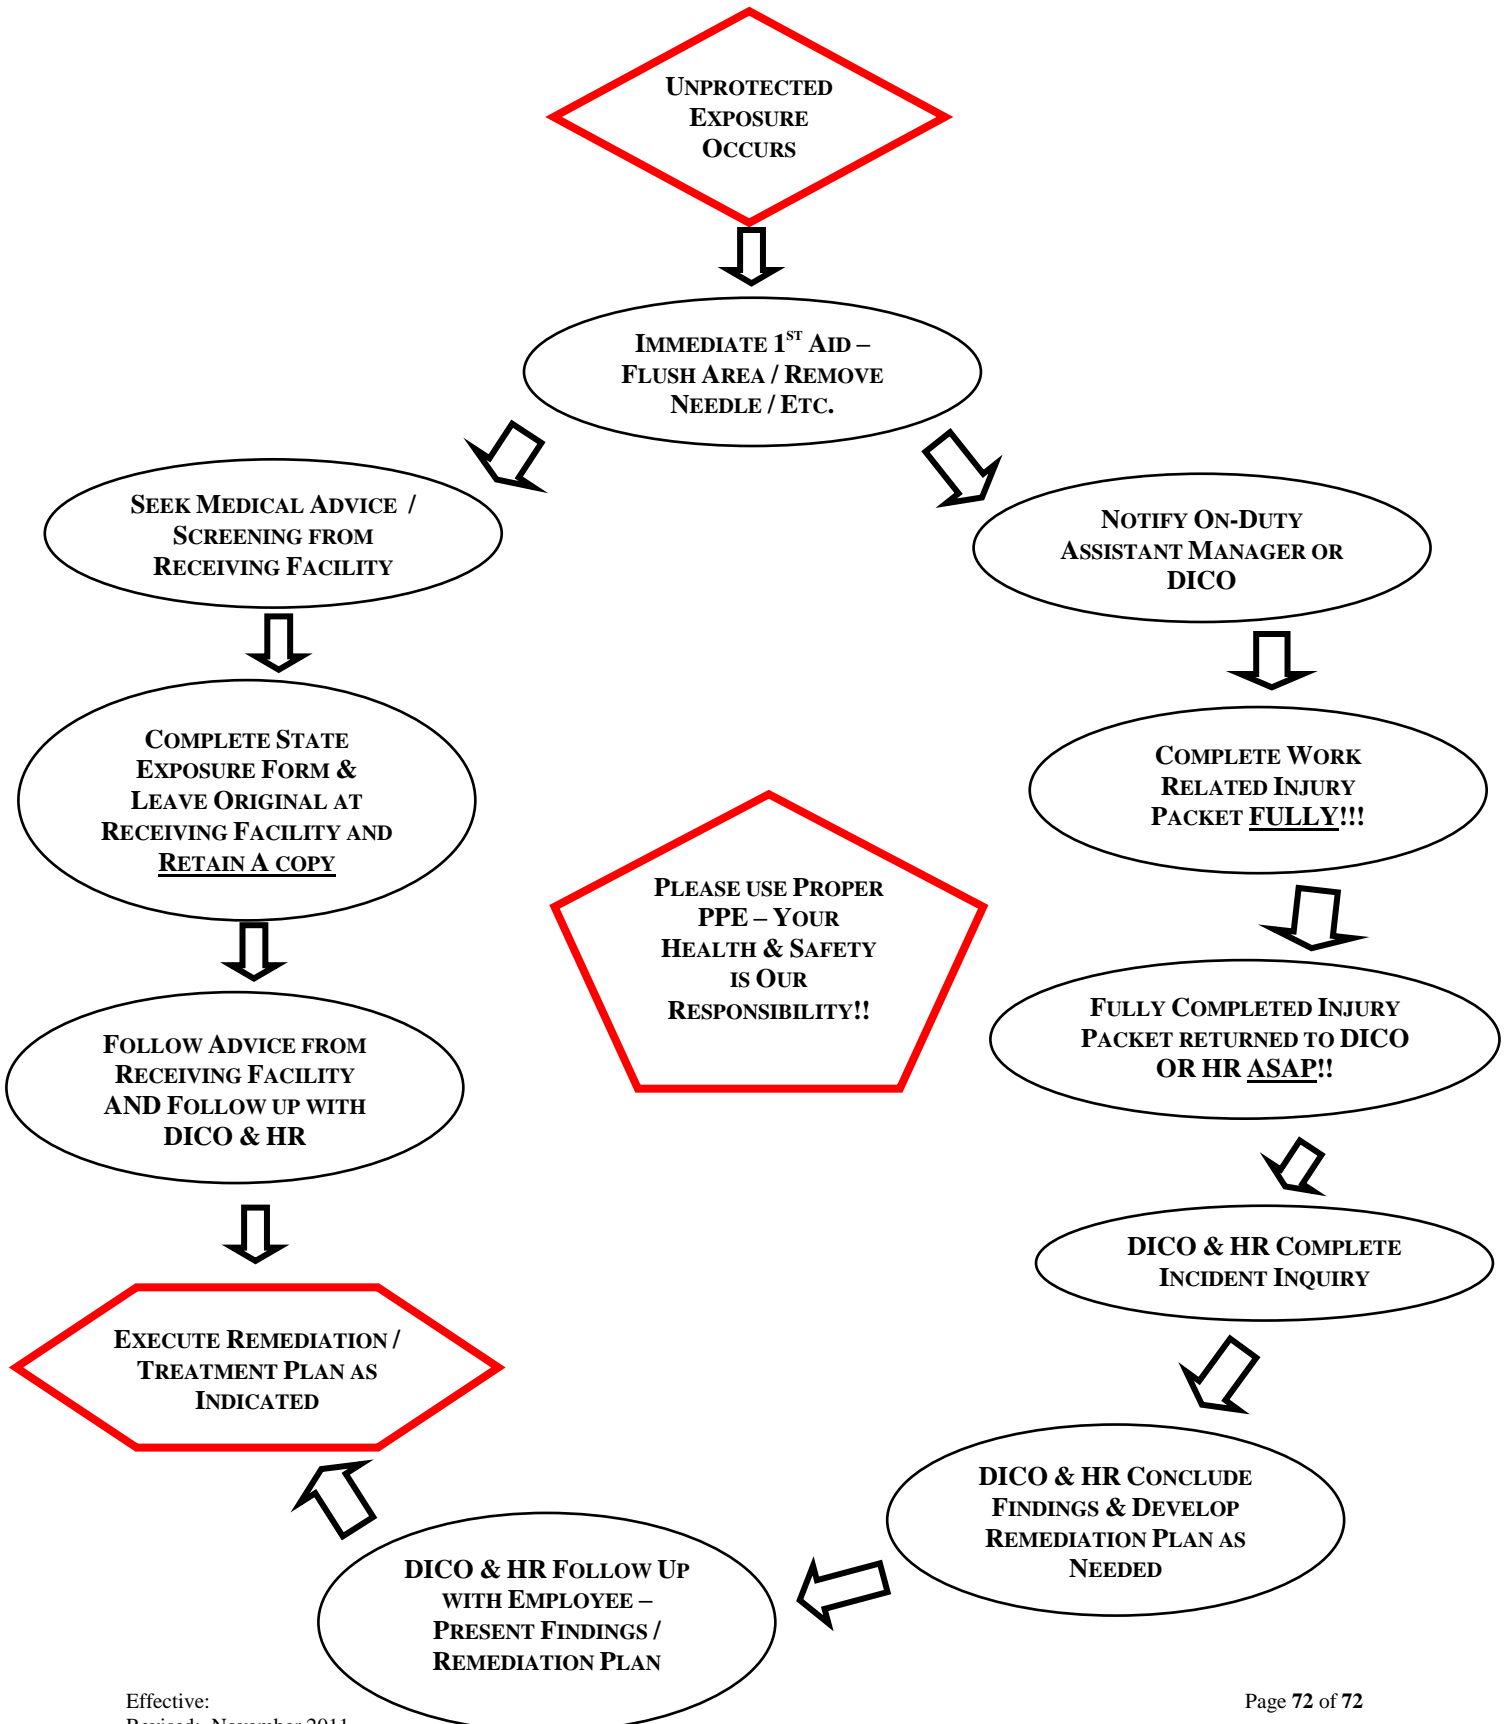 UNPROTECTED
EXPOSURE
OCCURS
IMMEDIATE 1ST AID –
FLUSH AREA / REMOVE
NEEDLE / ETC.
SEEK MEDICAL ADVICE /
SCREENING FROM
RECEIVING FACILITY
NOTIFY ON-DUTY
ASSISTANT MANAGER OR
DICO
COMPLETE STATE
EXPOSURE FORM &
LEAVE ORIGINAL AT
RECEIVING FACILITY AND
RETAIN A COPY
COMPLETE WORK
RELATED INJURY
PACKET FULLY!!!
PLEASE USE PROPER
PPE – YOUR
HEALTH & SAFETY
IS OUR
RESPONSIBILITY!!
FOLLOW ADVICE FROM
RECEIVING FACILITY
AND FOLLOW UP WITH
DICO & HR
FULLY COMPLETED INJURY
PACKET RETURNED TO DICO
OR HR ASAP!!
DICO & HR COMPLETE
INCIDENT INQUIRY
EXECUTE REMEDIATION /
TREATMENT PLAN AS
INDICATED
DICO & HR CONCLUDE
FINDINGS & DEVELOP
REMEDIATION PLAN AS
NEEDED
DICO & HR FOLLOW UP
WITH EMPLOYEE –
PRESENT FINDINGS /
REMEDIATION PLAN
Effective:
Page 72 of 72
Revised: November 2011